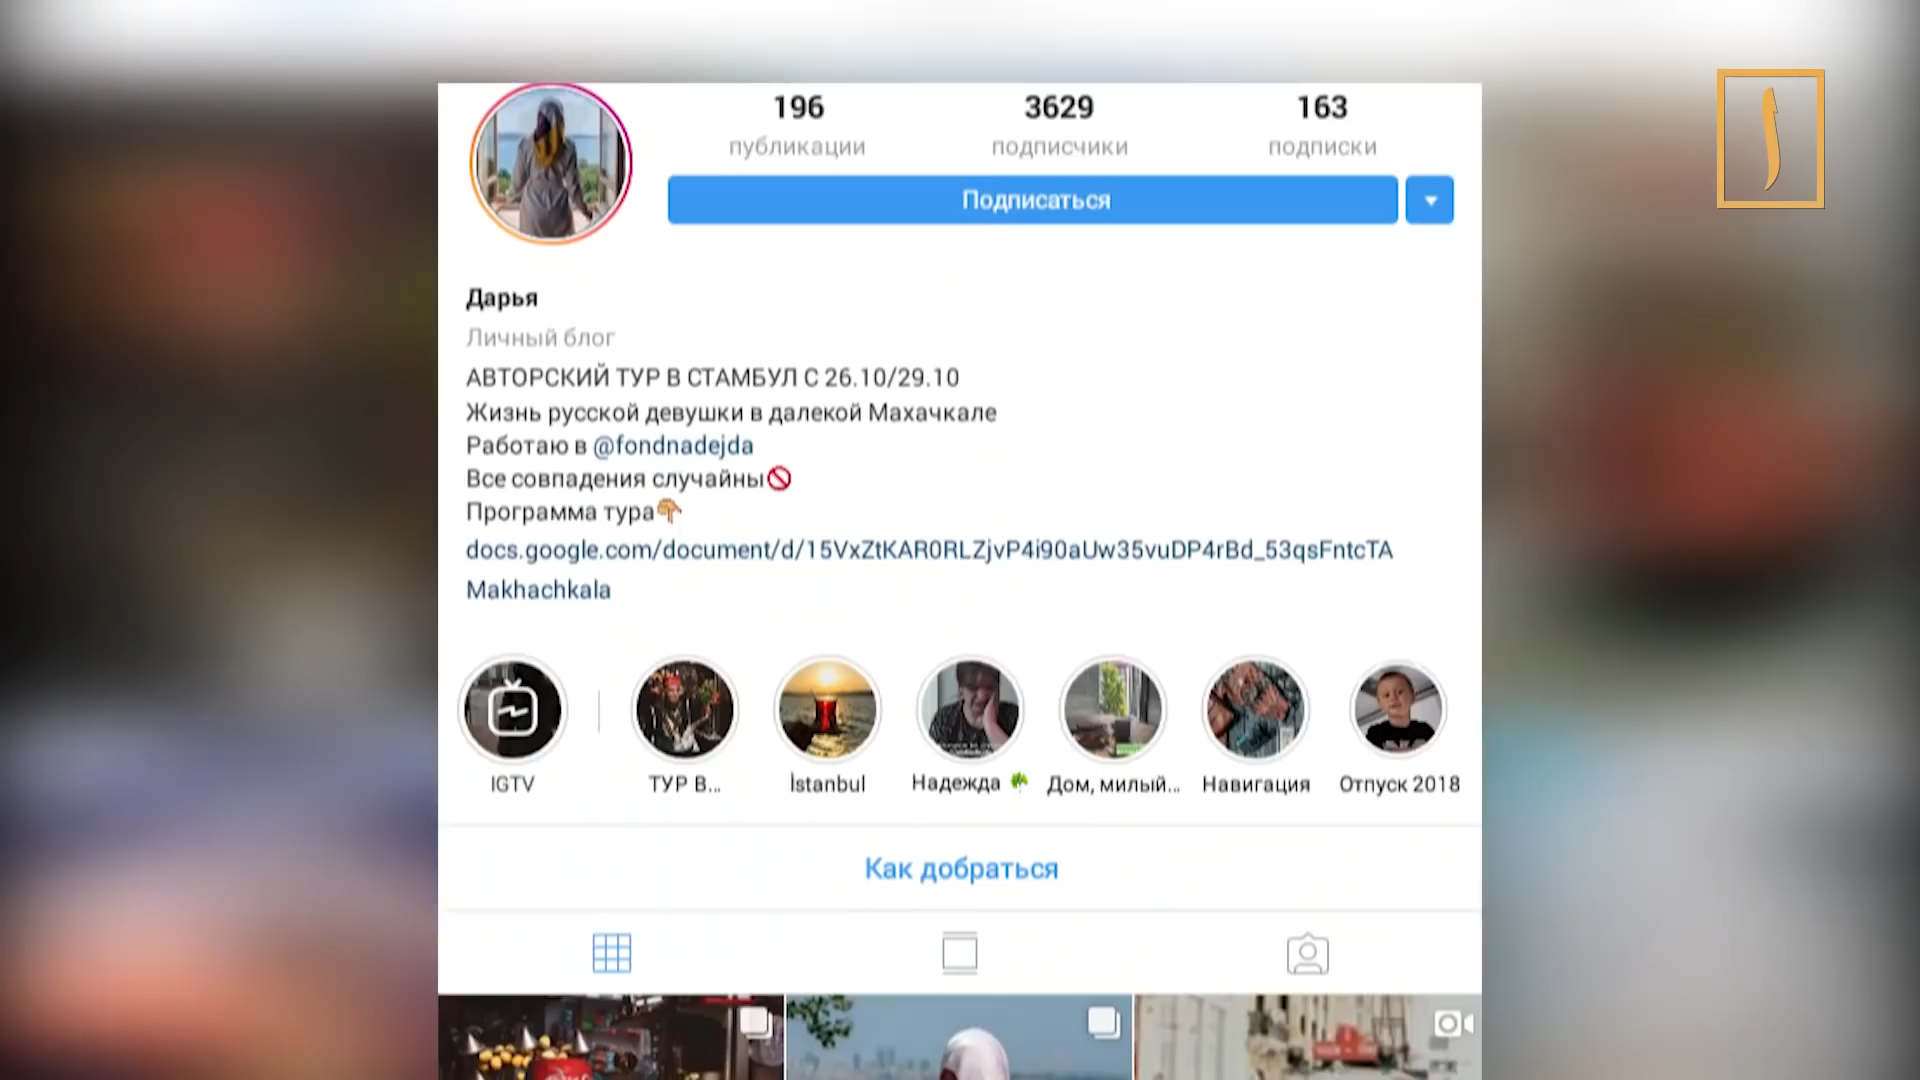 196
3629
163
публикации
подписчики
подписки
Подписаться
Дарья
Личный блог
АВТОРСКИЙ ТУР В СТАМБУЛ С 26.10/29.10
Жизнь русской девушки в далекой Махачкале
Работаю в @fondnadejda
Все совпадения случайны🚫
Программа тура👇
docs.google.com/document/d/15VxZtKAR0RLZjvP4i90aUw35vuDP4rBd_53qsFntcTA
Makhachkala
IGTV
ТУР В...
İstanbul
Надежда
Дом, милый...
Навигация
Отпуск 2018
Как добраться